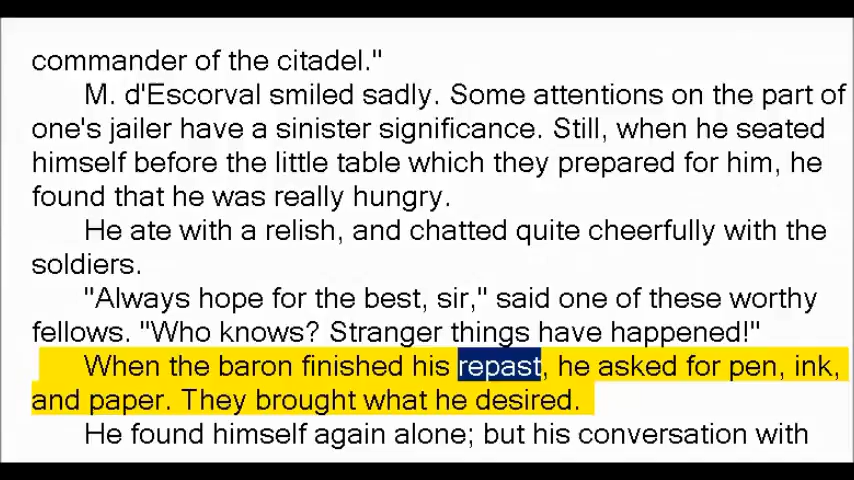 commander of the citadel."
M. d'Escorval smiled sadly. Some attentions on the part of
one's jailer have a sinister significance. Still, when he seated
himself before the little table which they prepared for him, he
found that he was really hungry.
He ate with a relish, and chatted quite cheerfully with the
soldiers.
"Always hope for the best, sir," said one of these worthy
fellows. "Who knows? Stranger things have happened!"
When the baron finished his repast, he asked for pen, ink,
and paper. They brought what he desired.
He found himself again alone; but his conversation with